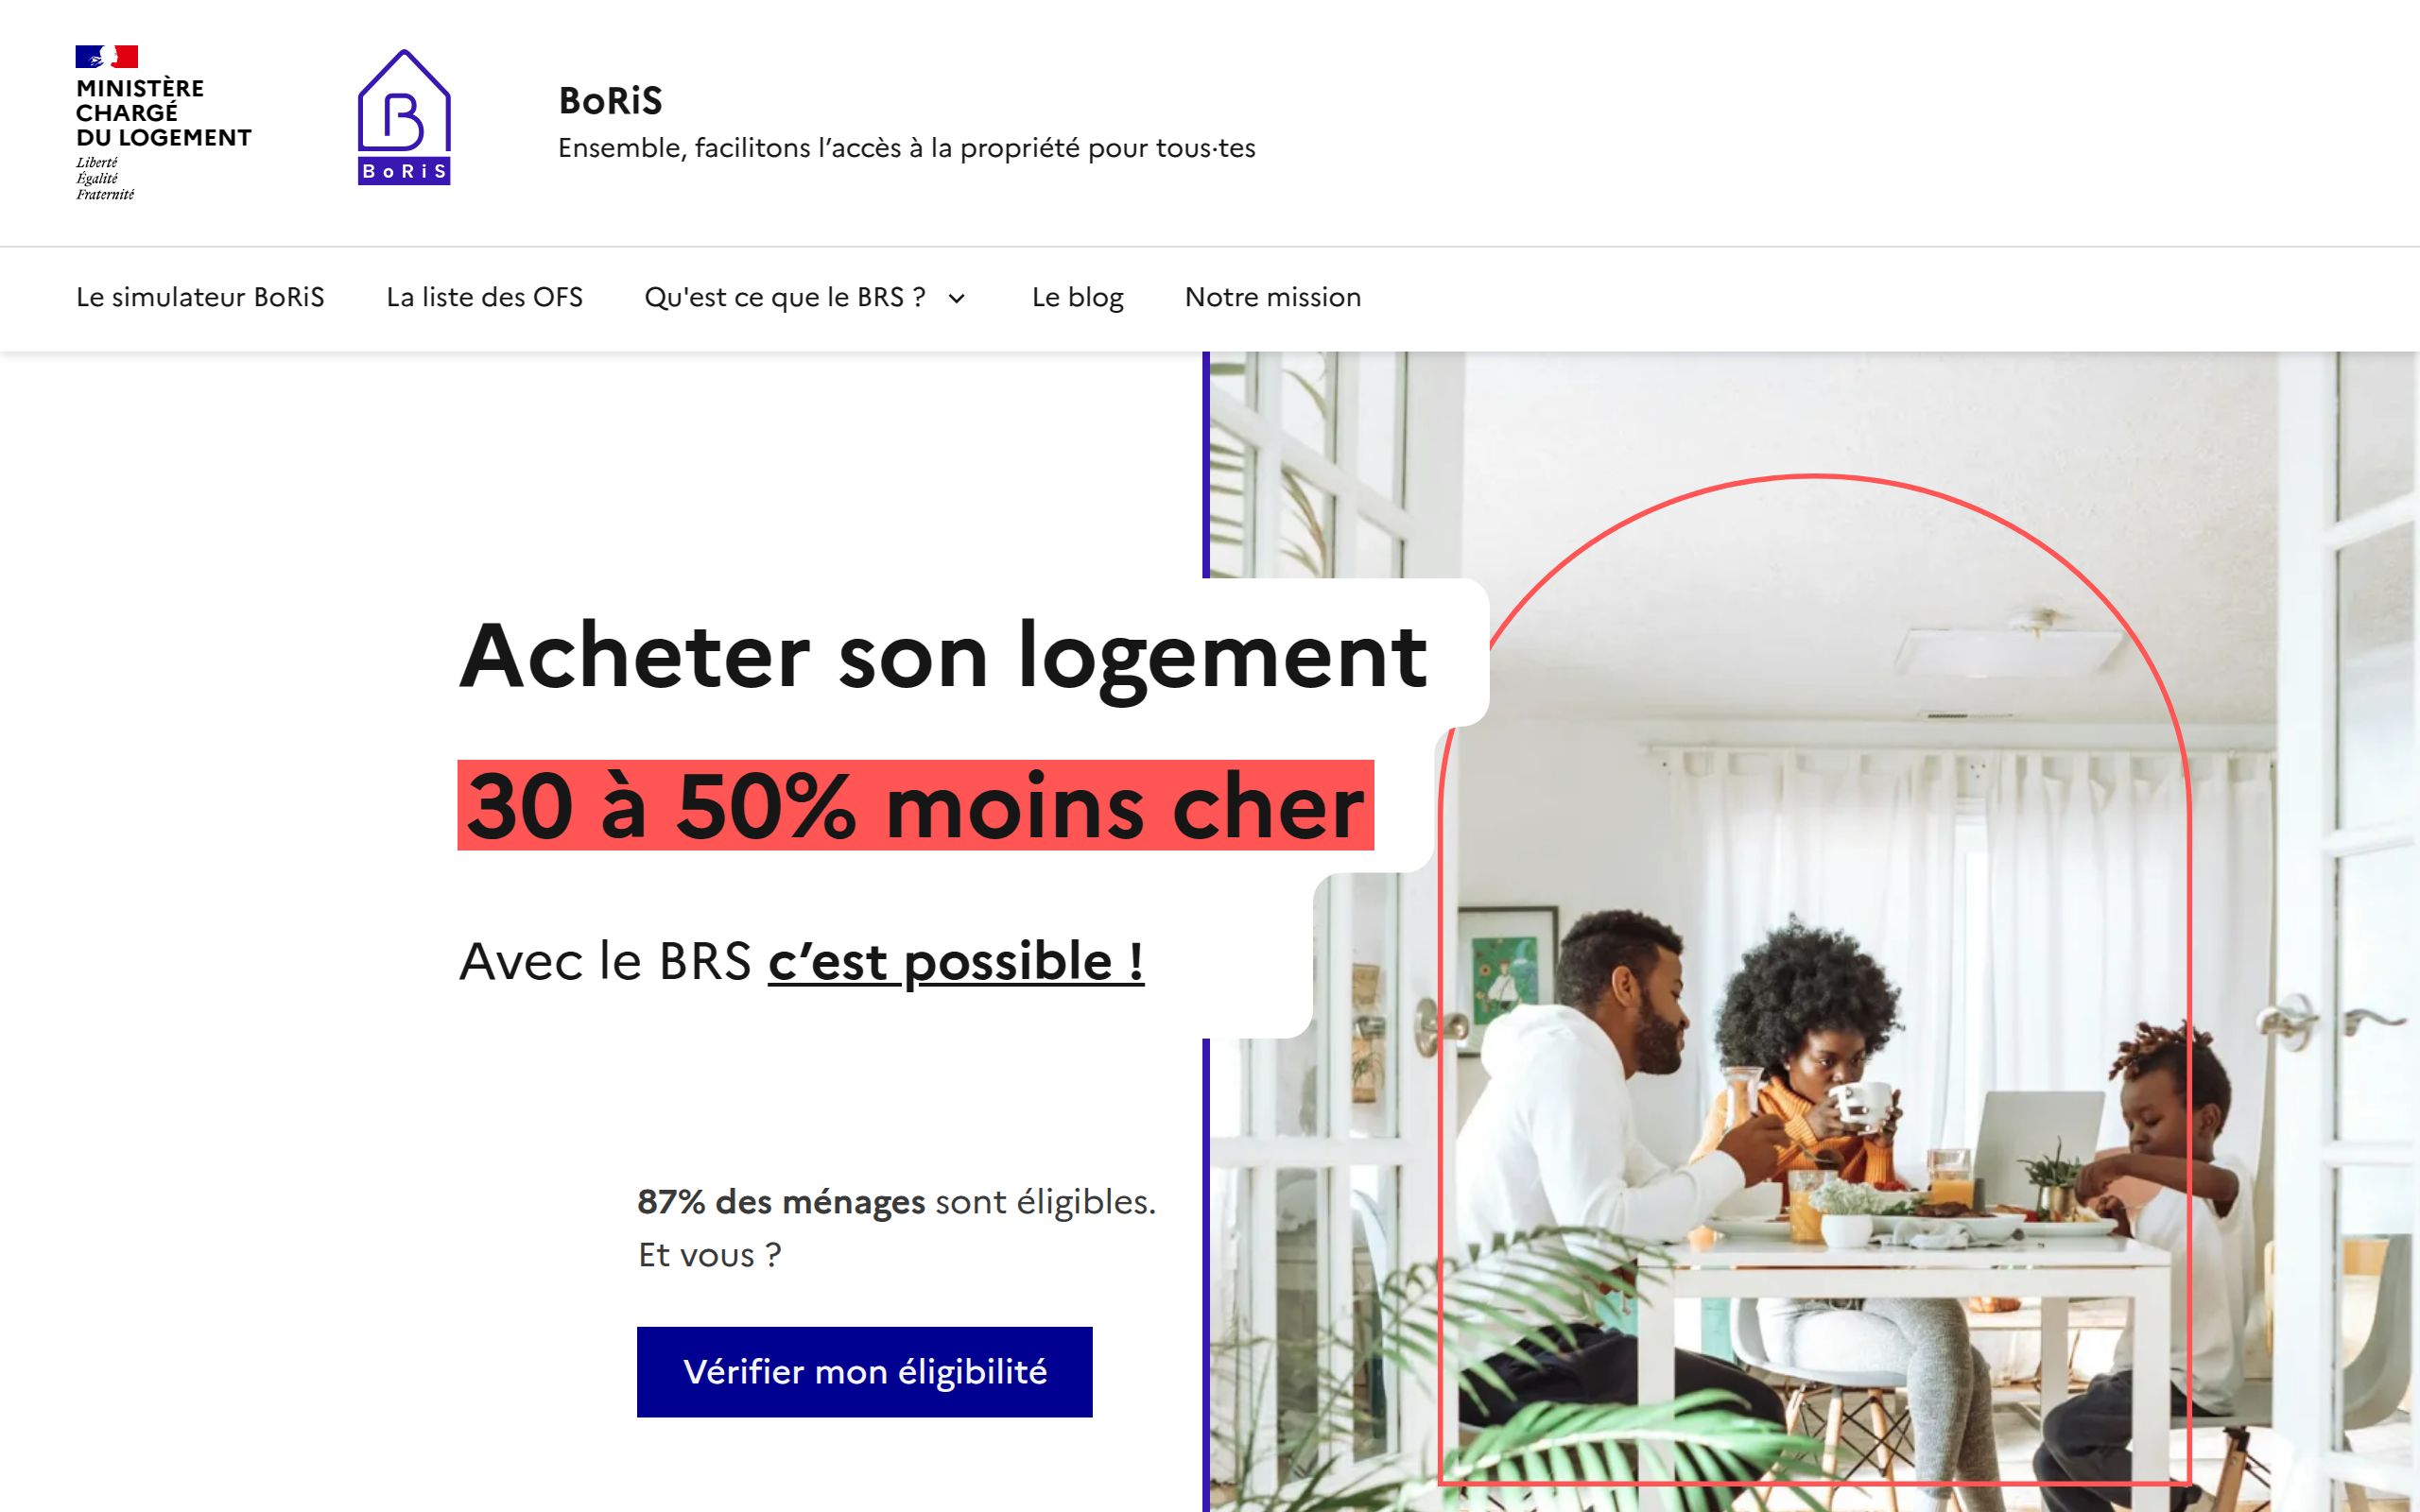 MINISTÈRE
CHARGÉ
DU LOGEMENT
Liberté
Égalité
Fraternité
BoRiS
BoRiS
Ensemble, facilitons l’accès à la propriété pour tous·tes
Le simulateur BoRiS
La liste des OFS
Qu'est ce que le BRS ?
Le blog
Notre mission
Acheter son logement
30 à 50% moins cher
Avec le BRS c’est possible !
87% des ménages sont éligibles.
Et vous ?
Vérifier mon éligibilité